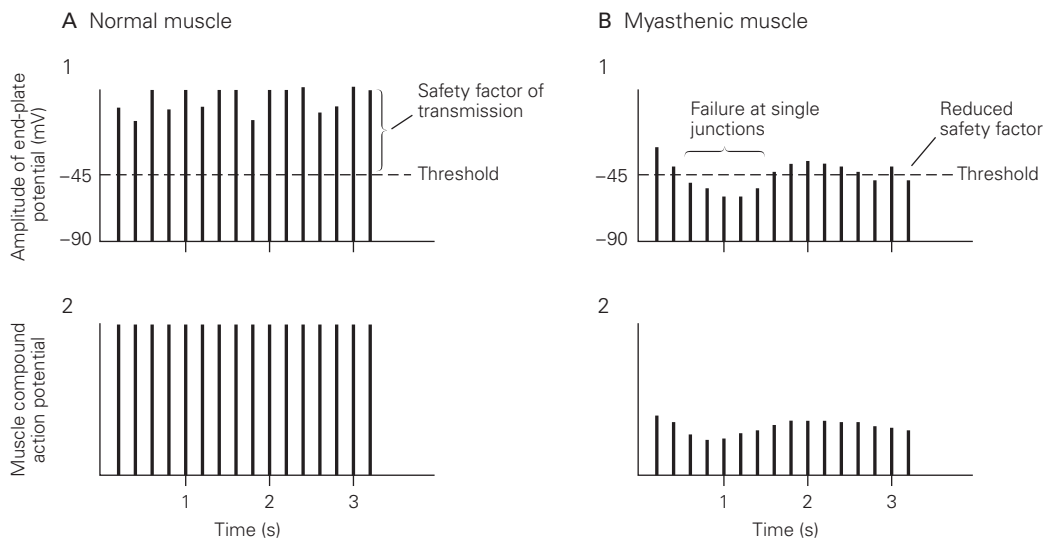 A Normal muscle
1
Amplitude of end-plate
potential (mV)
–45
–90
Safety factor of
transmission
Threshold
2
Muscle compound
action potential
1
2
3
Time (s)
B Myasthenic muscle
1
–45
–90
Failure at single
junctions
Reduced
safety factor
Threshold
2
1
2
3
Time (s)